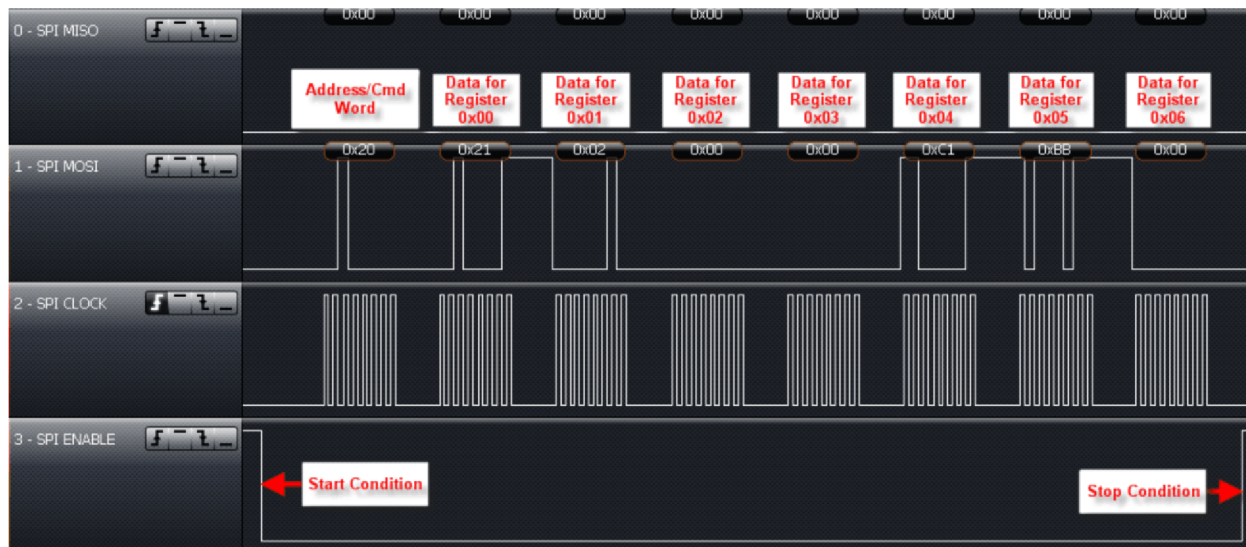 0 - SPI MISO
0x00 0x00 0x00 0x00 0x00 0x00 0x00 0x00
Address/Cmd
Word
Data for
Register
0x00
Data for
Register
0x01
Data for
Register
0x02
Data for
Register
0x03
Data for
Register
0x04
Data for
Register
0x05
Data for
Register
0x06
1 - SPI MOSI
0x20 0x21 0x02 0x00 0x00 0xC1 0xBB 0x00
2 - SPI CLOCK
3 - SPI ENABLE
Start Condition
Stop Condition